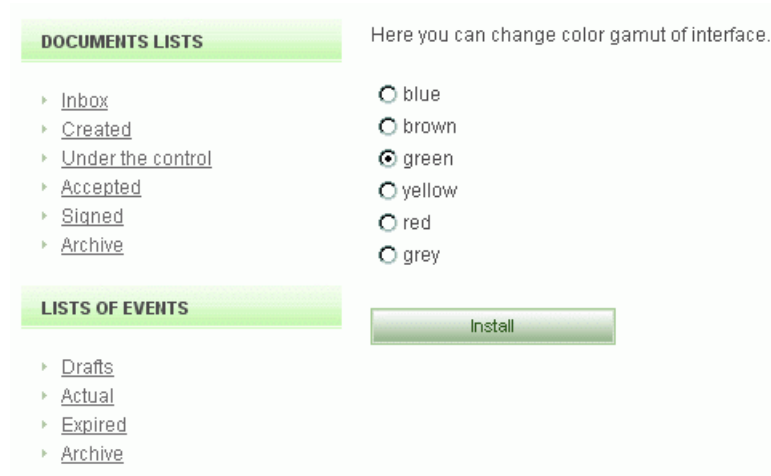 DOCUMENTS LISTS
Inbox
Created
Under the control
Accepted
Signed
Archive
LISTS OF EVENTS
Drafts
Actual
Expired
Archive
Here you can change color gamut of interface.
blue
brown
green
yellow
red
grey
Install